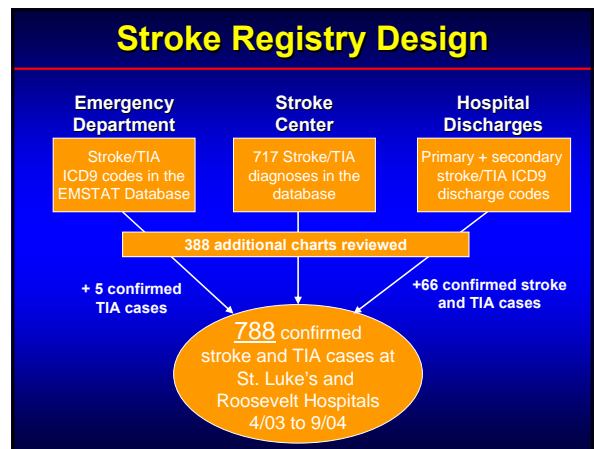 Stroke Registry Design
Emergency
Department
Stroke
Center
Hospital
Discharges
Stroke/TIA
ICD9 codes in the
EMSTAT Database
717 Stroke/TIA
diagnoses in the
database
Primary + secondary
stroke/TIA ICD9
discharge codes
388 additional charts reviewed
+ 5 confirmed
TIA cases
+66 confirmed stroke
and TIA cases
788 confirmed
stroke and TIA cases at
St. Luke's and
Roosevelt Hospitals
4/03 to 9/04